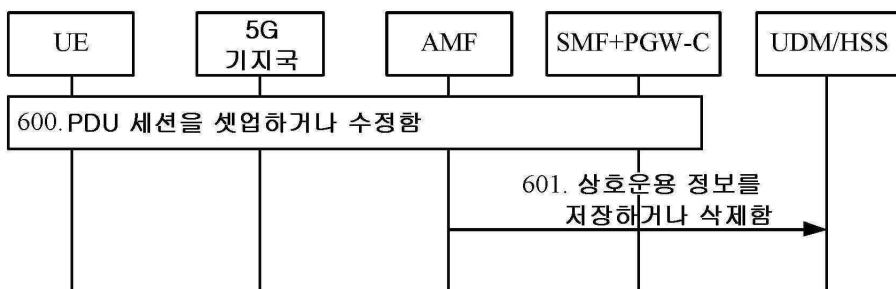 UE
5G
기지국
AMF
SMF+PGW-C
UDM/HSS
600. PDU 세션을 셋업하거나 수정함
601. 상호운용 정보를
저장하거나 삭제함